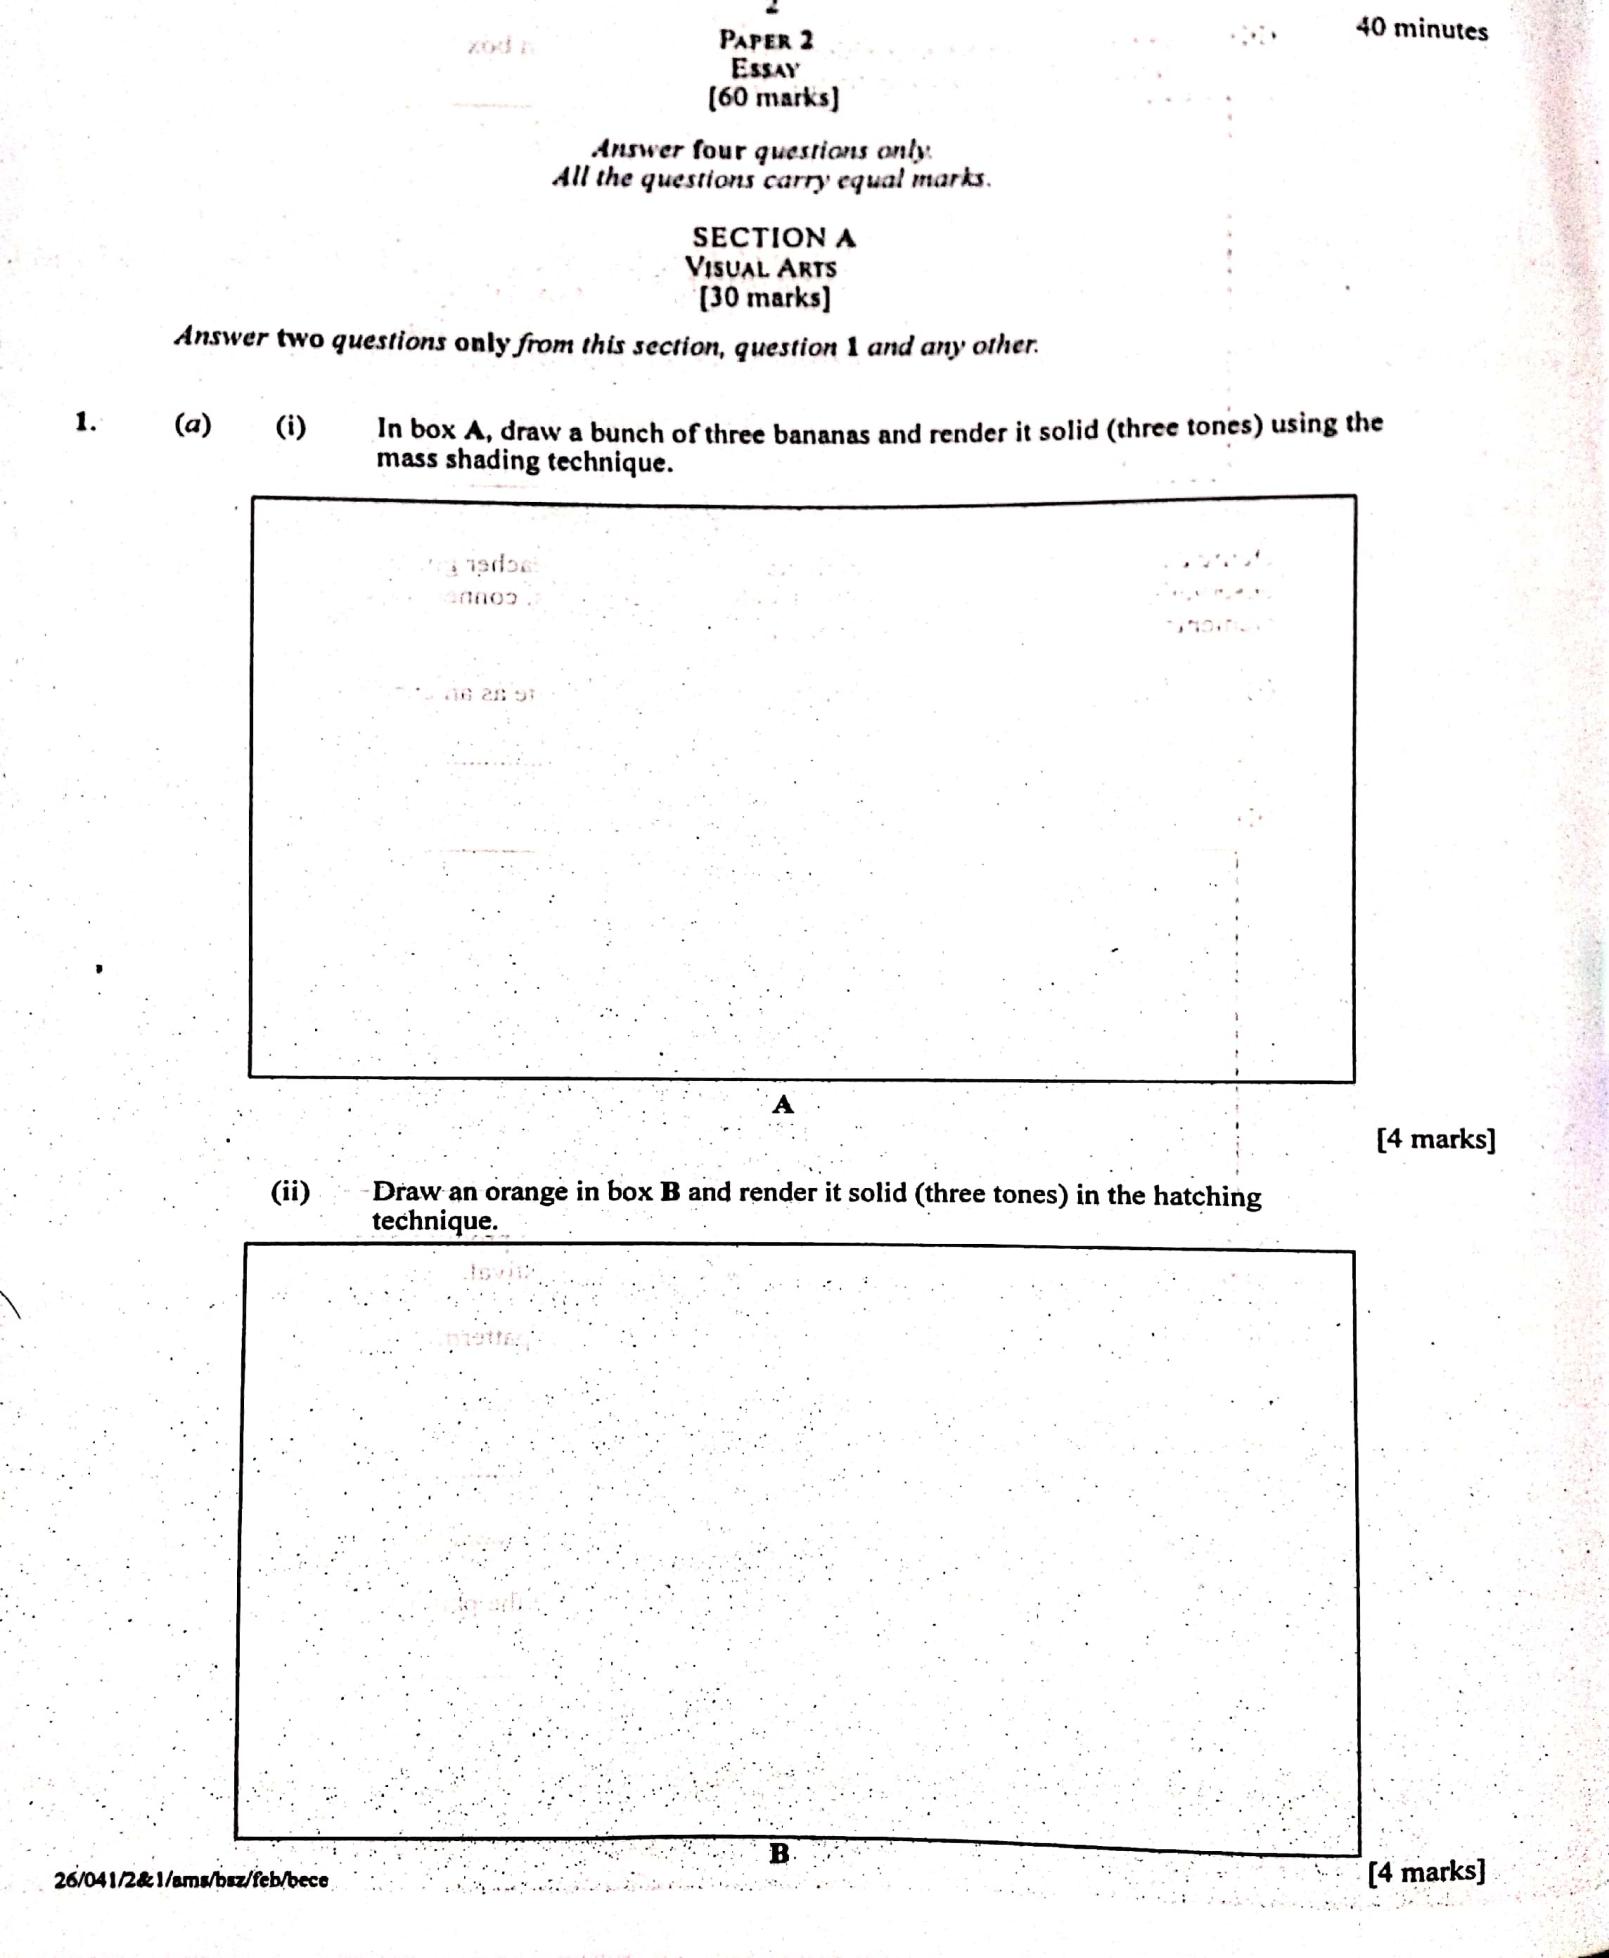 2
40 minutes
PAPER 2
ESSAY
[60 marks]
Answer four questions only.
All the questions carry equal marks.
SECTION A
VISUAL ARTS
[30 marks]
Answer two questions only from this section, question 1 and any other.
1. (a) (i) In box A, draw a bunch of three bananas and render it solid (three tones) using the
mass shading technique.
A
[4 marks]
(ii) Draw an orange in box B and render it solid (three tones) in the hatching
technique.
B
[4 marks]
26/041/2&1/ams/bsz/feb/bece